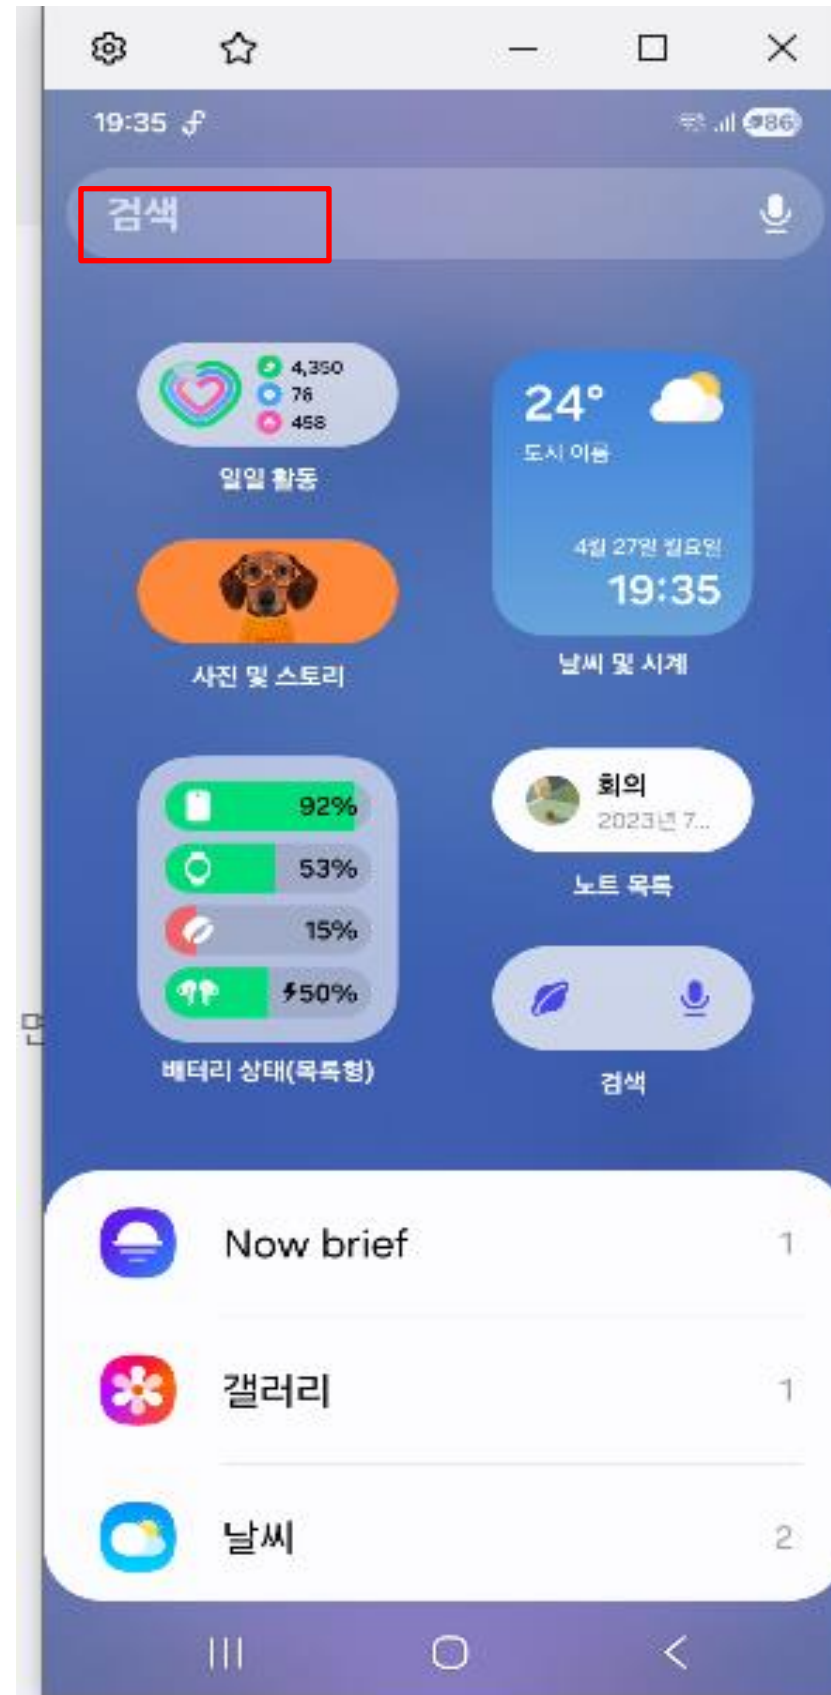 19:35
86
검색
4,350
76
458
일일 활동
24°
도시 이름
4월 27일 월요일
19:35
날씨 및 시계
사진 및 스토리
92%
53%
15%
50%
배터리 상태(목록형)
회의
2023년 7...
노트 목록
검색
Now brief
1
갤러리
1
날씨
2